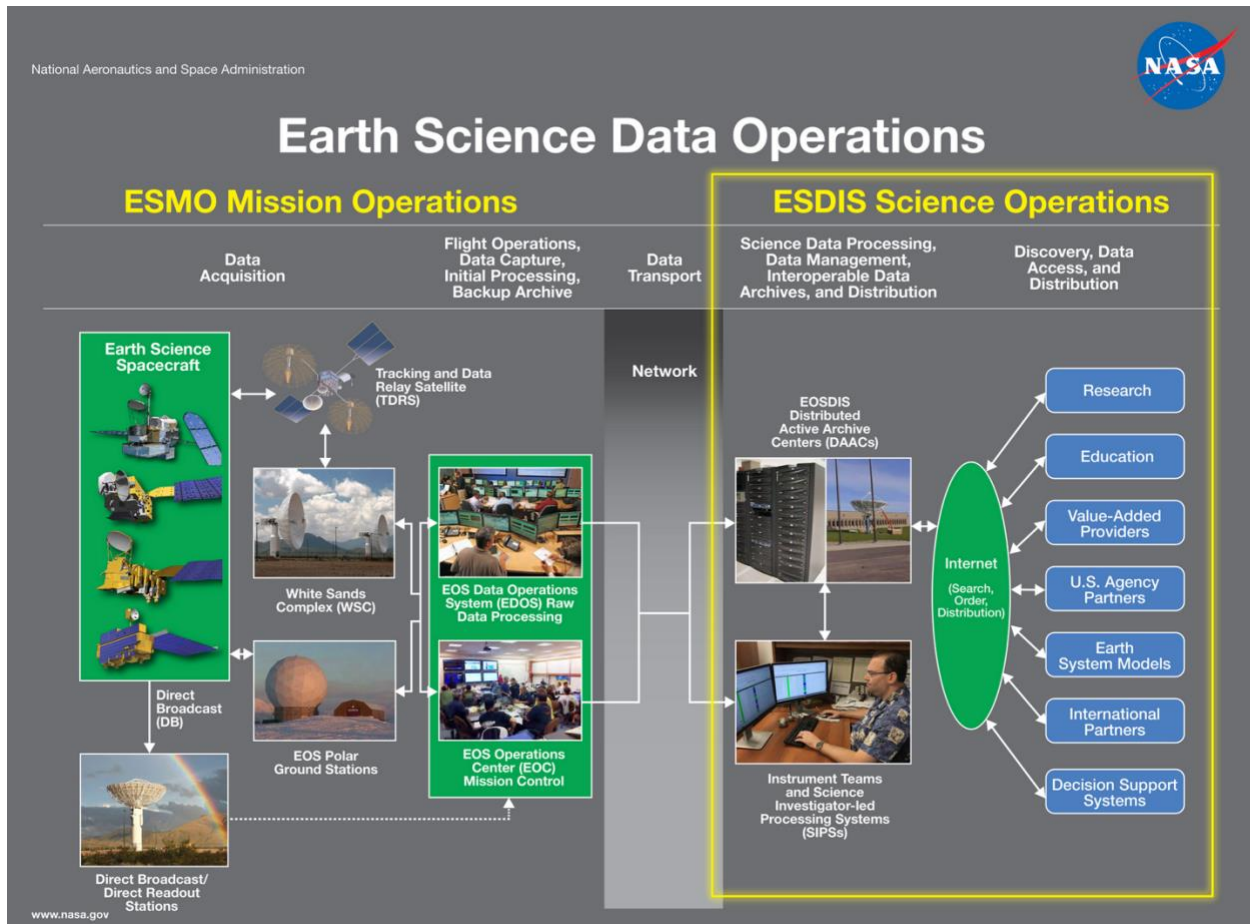 National Aeronautics and Space Administration
NASA
Earth Science Data Operations
ESMO Mission Operations
ESDIS Science Operations
Data
Acquisition
Flight Operations,
Data Capture,
Initial Processing,
Backup Archive
Data
Transport
Science Data Processing,
Data Management,
Interoperable Data
Archives, and Distribution
Discovery, Data
Access, and
Distribution
Earth Science
Spacecraft
Tracking and Data
Relay Satellite
(TDRS)
Network
EOSDIS
Distributed
Active Archive
Centers (DAACs)
Research
Education
Value-Added
Providers
U.S. Agency
Partners
Earth
System Models
International
Partners
Decision Support
Systems
Internet
(Search,
Order,
Distribution)
White Sands
Complex (WSC)
EOS Data Operations
System (EDOS) Raw
Data Processing
Direct
Broadcast
(DB)
EOS Polar
Ground Stations
EOS Operations
Center (EOC)
Mission Control
Instrument Teams
and Science
Investigator-led
Processing Systems
(SIPSs)
Direct Broadcast/
Direct Readout
Stations
www.nasa.gov